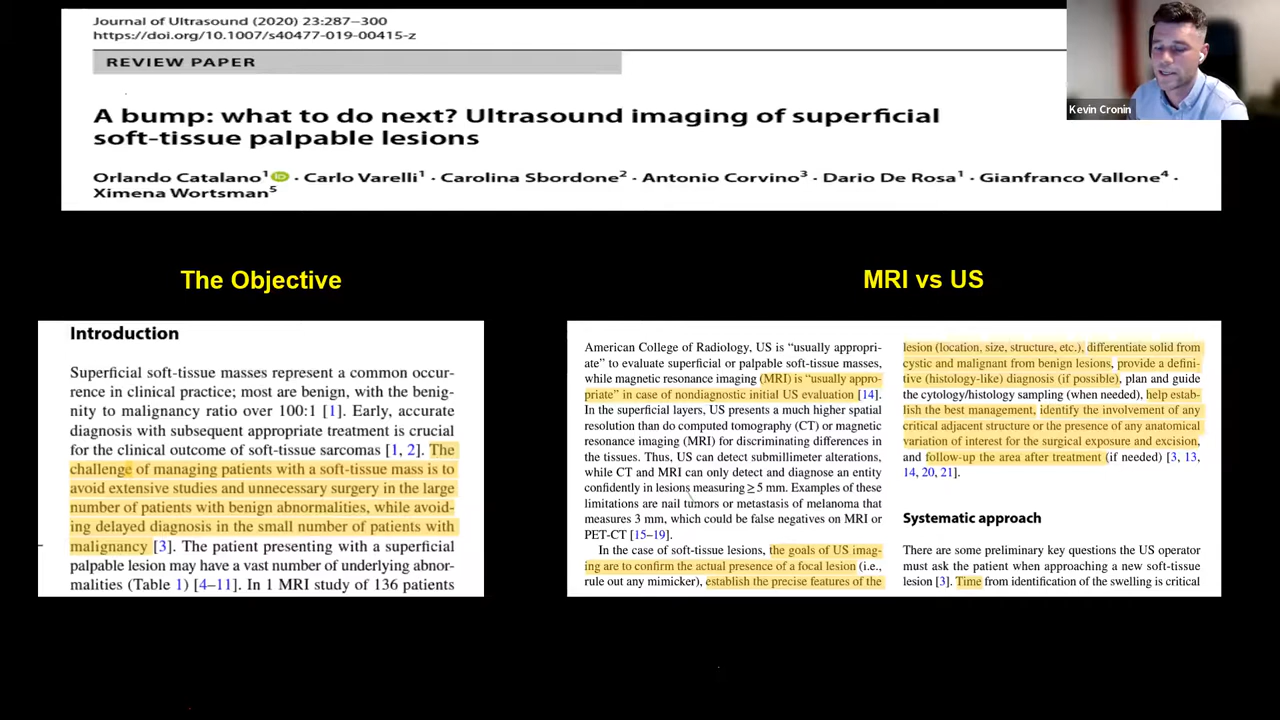 Journal of Ultrasound (2020) 23:287–300
https://doi.org/10.1007/s40477-019-00415-z
REVIEW PAPER
A bump: what to do next? Ultrasound imaging of superficial
soft-tissue palpable lesions
Orlando Catalano1 · Carlo Varelli1 · Carolina Sbordone2 · Antonio Corvino3 · Dario De Rosa1 · Gianfranco Vallone4 ·
Ximena Wortsman5
Kevin Cronin
The Objective
Introduction
Superficial soft-tissue masses represent a common occur-
rence in clinical practice; most are benign, with the benig-
nity to malignancy ratio over 100:1 [1]. Early, accurate
diagnosis with subsequent appropriate treatment is crucial
for the clinical outcome of soft-tissue sarcomas [1, 2]. The
challenge of managing patients with a soft-tissue mass is to
avoid extensive studies and unnecessary surgery in the large
number of patients with benign abnormalities, while avoid-
ing delayed diagnosis in the small number of patients with
malignancy [3]. The patient presenting with a superficial
palpable lesion may have a vast number of underlying abnor-
malities (Table 1) [4–11]. In 1 MRI study of 136 patients
MRI vs US
American College of Radiology, US is “usually appropri-
ate” to evaluate superficial or palpable soft-tissue masses,
while magnetic resonance imaging (MRI) is “usually appro-
priate” in case of nondiagnostic initial US evaluation [14].
In the superficial layers, US presents a much higher spatial
resolution than do computed tomography (CT) or magnetic
resonance imaging (MRI) for discriminating differences in
the tissues. Thus, US can detect submillimeter alterations,
while CT and MRI can only detect and diagnose an entity
confidently in lesions measuring ≥ 5 mm. Examples of these
limitations are nail tumors or metastasis of melanoma that
measures 3 mm, which could be false negatives on MRI or
PET-CT [15–19].
In the case of soft-tissue lesions, the goals of US imag-
ing are to confirm the actual presence of a focal lesion (i.e.,
rule out any mimicker), establish the precise features of the
lesion (location, size, structure, etc.), differentiate solid from
cystic and malignant from benign lesions, provide a defini-
tive (histology-like) diagnosis (if possible), plan and guide
the cytology/histology sampling (when needed), help estab-
lish the best management, identify the involvement of any
critical adjacent structure or the presence of any anatomical
variation of interest for the surgical exposure and excision,
and follow-up the area after treatment (if needed) [3, 13,
14, 20, 21].
Systematic approach
There are some preliminary key questions the US operator
must ask the patient when approaching a new soft-tissue
lesion [3]. Time from identification of the swelling is critical